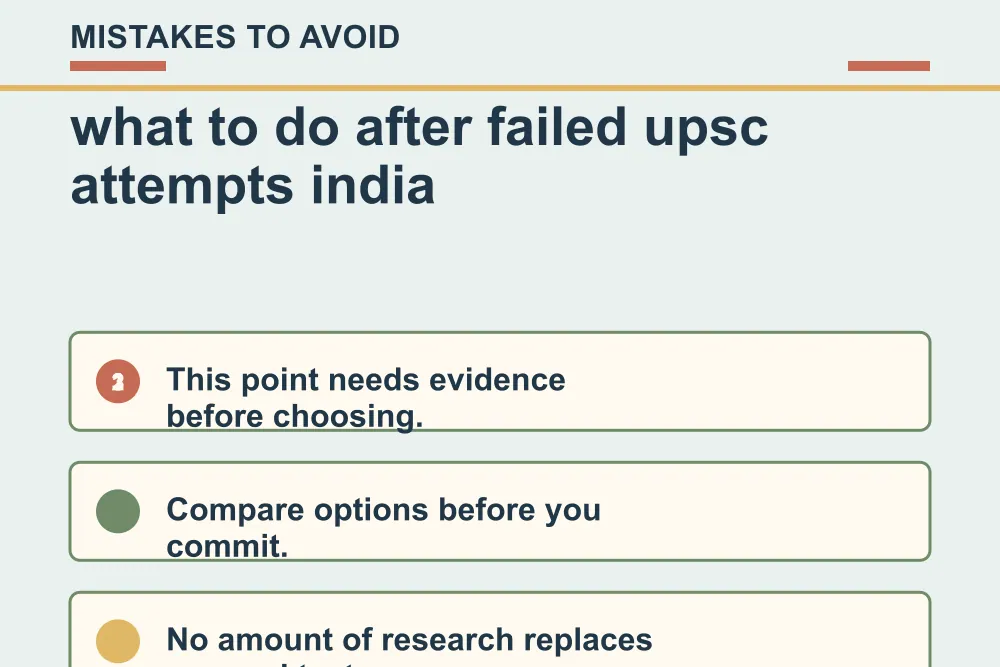 MISTAKES TO AVOID
what to do after failed upsc
attempts india
This point needs evidence
before choosing.
Compare options before you
commit.
No amount of research replaces